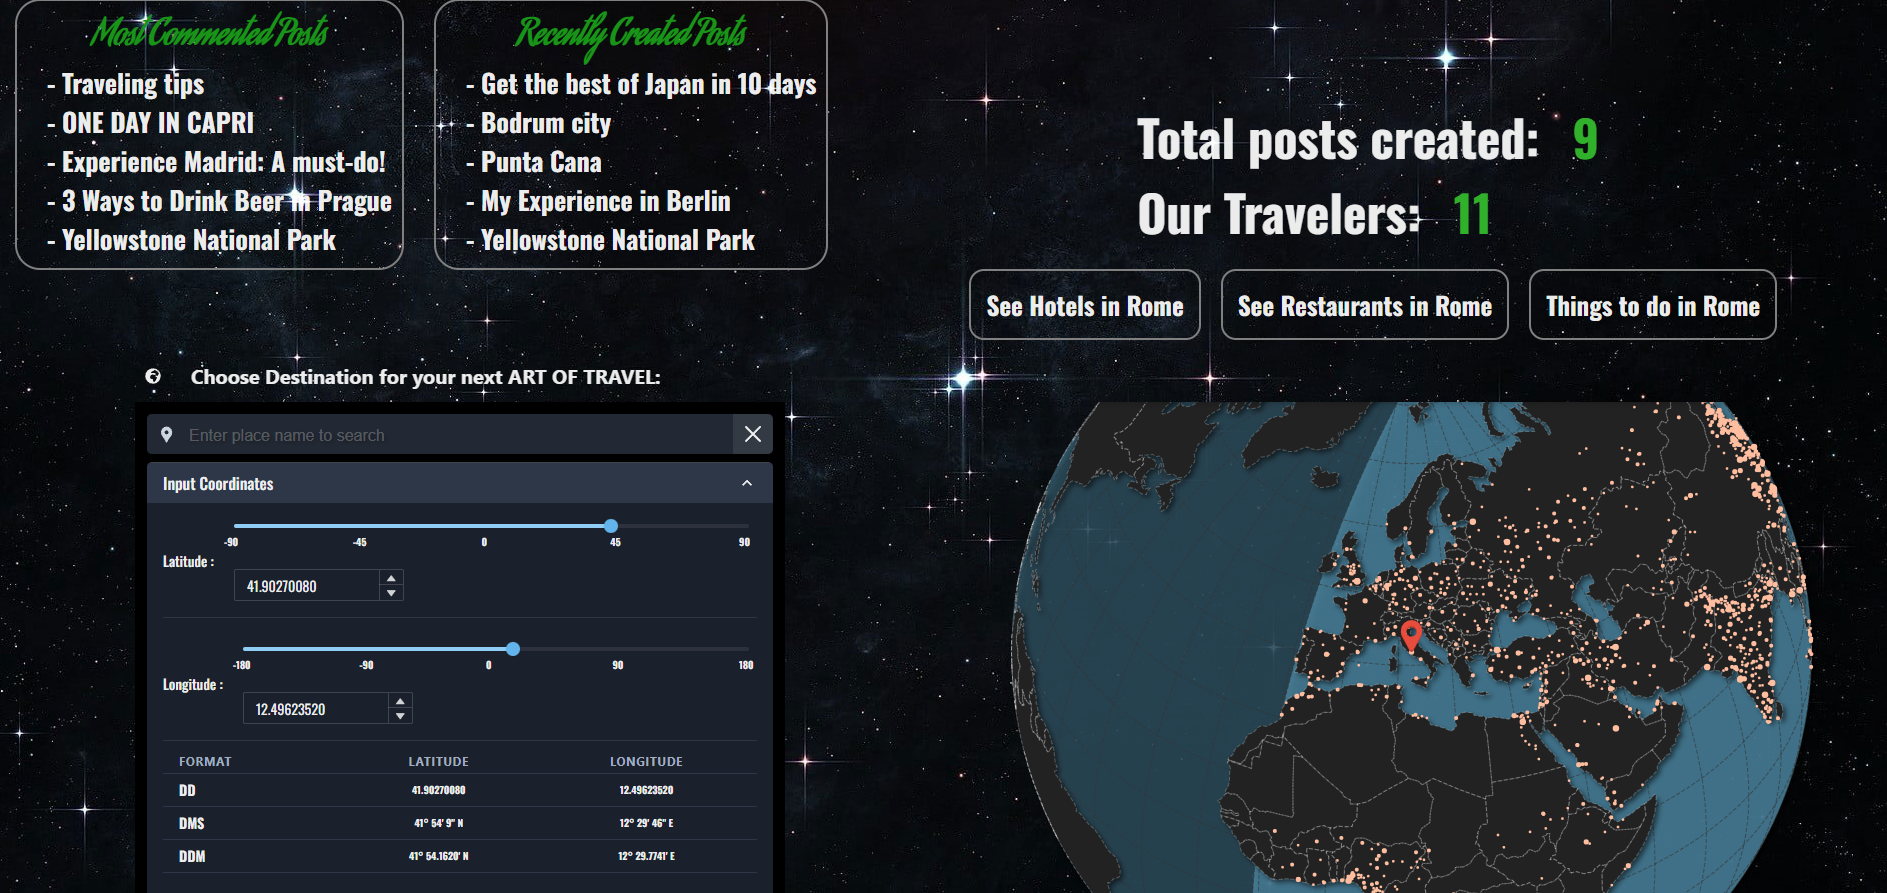 Most Commented Posts
- Traveling tips
- ONE DAY IN CAPRI
- Experience Madrid: A must-do!
- 3 Ways to Drink Beer in Prague
- Yellowstone National Park
Recently Created Posts
- Get the best of Japan in 10 days
- Bodrum city
- Punta Cana
- My Experience in Berlin
- Yellowstone National Park
Total posts created: 9
Our Travelers: 11
See Hotels in Rome
See Restaurants in Rome
Things to do in Rome
Choose Destination for your next ART OF TRAVEL:
Enter place name to search
Input Coordinates
-90 -45 0 45 90
Latitude :
41.90270080
-180 -90 0 90 180
Longitude :
12.49623520
FORMAT LATITUDE LONGITUDE
DD 41.90270080 12.49623520
DMS 41° 54' 9" N 12° 29' 46" E
DDM 41° 54.1620' N 12° 29.7741' E